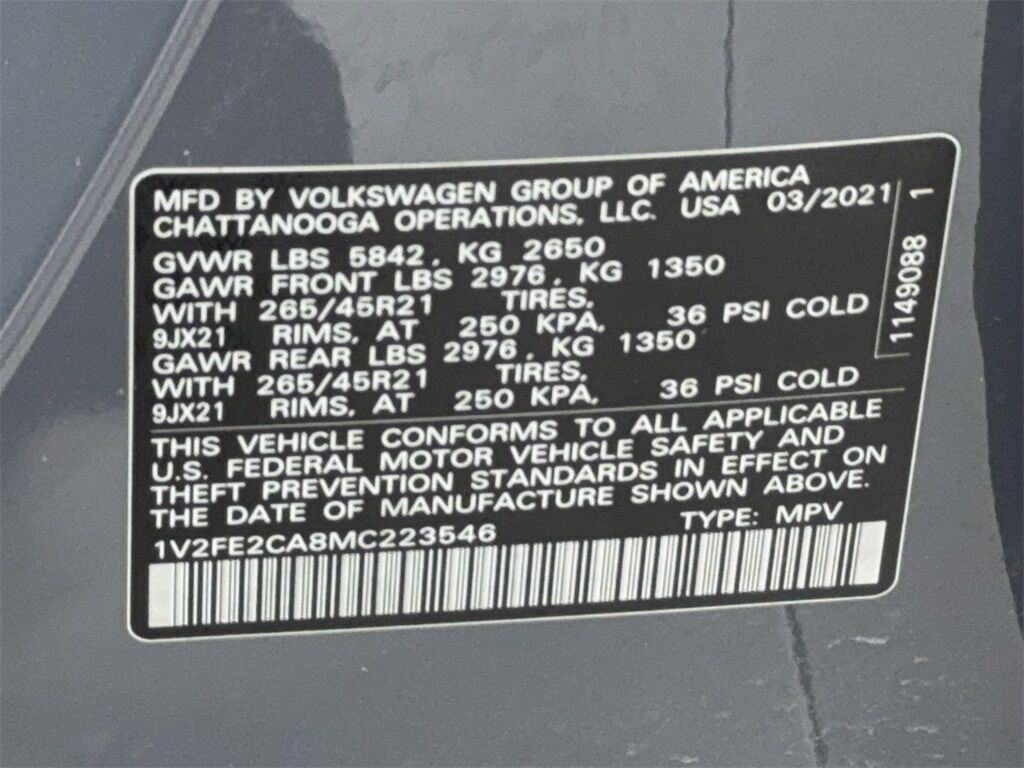 MFD BY VOLKSWAGEN GROUP OF AMERICA
CHATTANOOGA OPERATIONS, LLC. USA 03/2021
GVWR LBS 5842, KG 2650
GAWR FRONT LBS 2976, KG 1350
WITH 265/45R21 TIRES,
9JX21 RIMS, AT 250 KPA, 36 PSI COLD
GAWR REAR LBS 2976, KG 1350
WITH 265/45R21 TIRES,
9JX21 RIMS, AT 250 KPA, 36 PSI COLD
THIS VEHICLE CONFORMS TO ALL APPLICABLE
U.S. FEDERAL MOTOR VEHICLE SAFETY AND
THEFT PREVENTION STANDARDS IN EFFECT ON
THE DATE OF MANUFACTURE SHOWN ABOVE.
1V2FE2CA8MC223546 TYPE: MPV
1149088 1